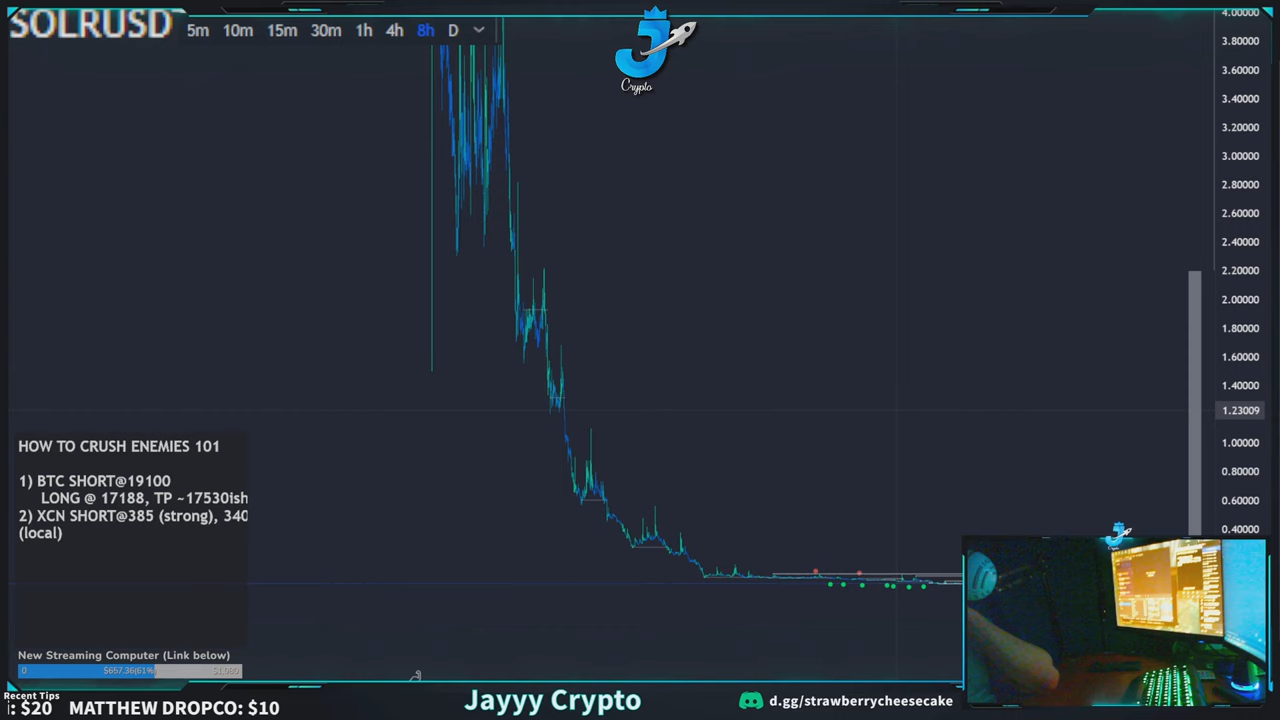 SOLRUSD 5m 10m 15m 30m 1h 4h 8h D
J
Crypto
4.00000
3.80000
3.60000
3.40000
3.20000
3.00000
2.80000
2.60000
2.40000
2.20000
2.00000
1.80000
1.60000
1.40000
1.23009
1.00000
0.80000
0.60000
0.40000
HOW TO CRUSH ENEMIES 101
1) BTC SHORT@19100
LONG @ 17188, TP ~17530ish
2) XCN SHORT@385 (strong), 340
(local)
New Streaming Computer (Link below)
0 $657.36(61%)
Recent Tips
: $20 MATTHEW DROPCO: $10
Jayyy Crypto
d.gg/strawberrycheesecake